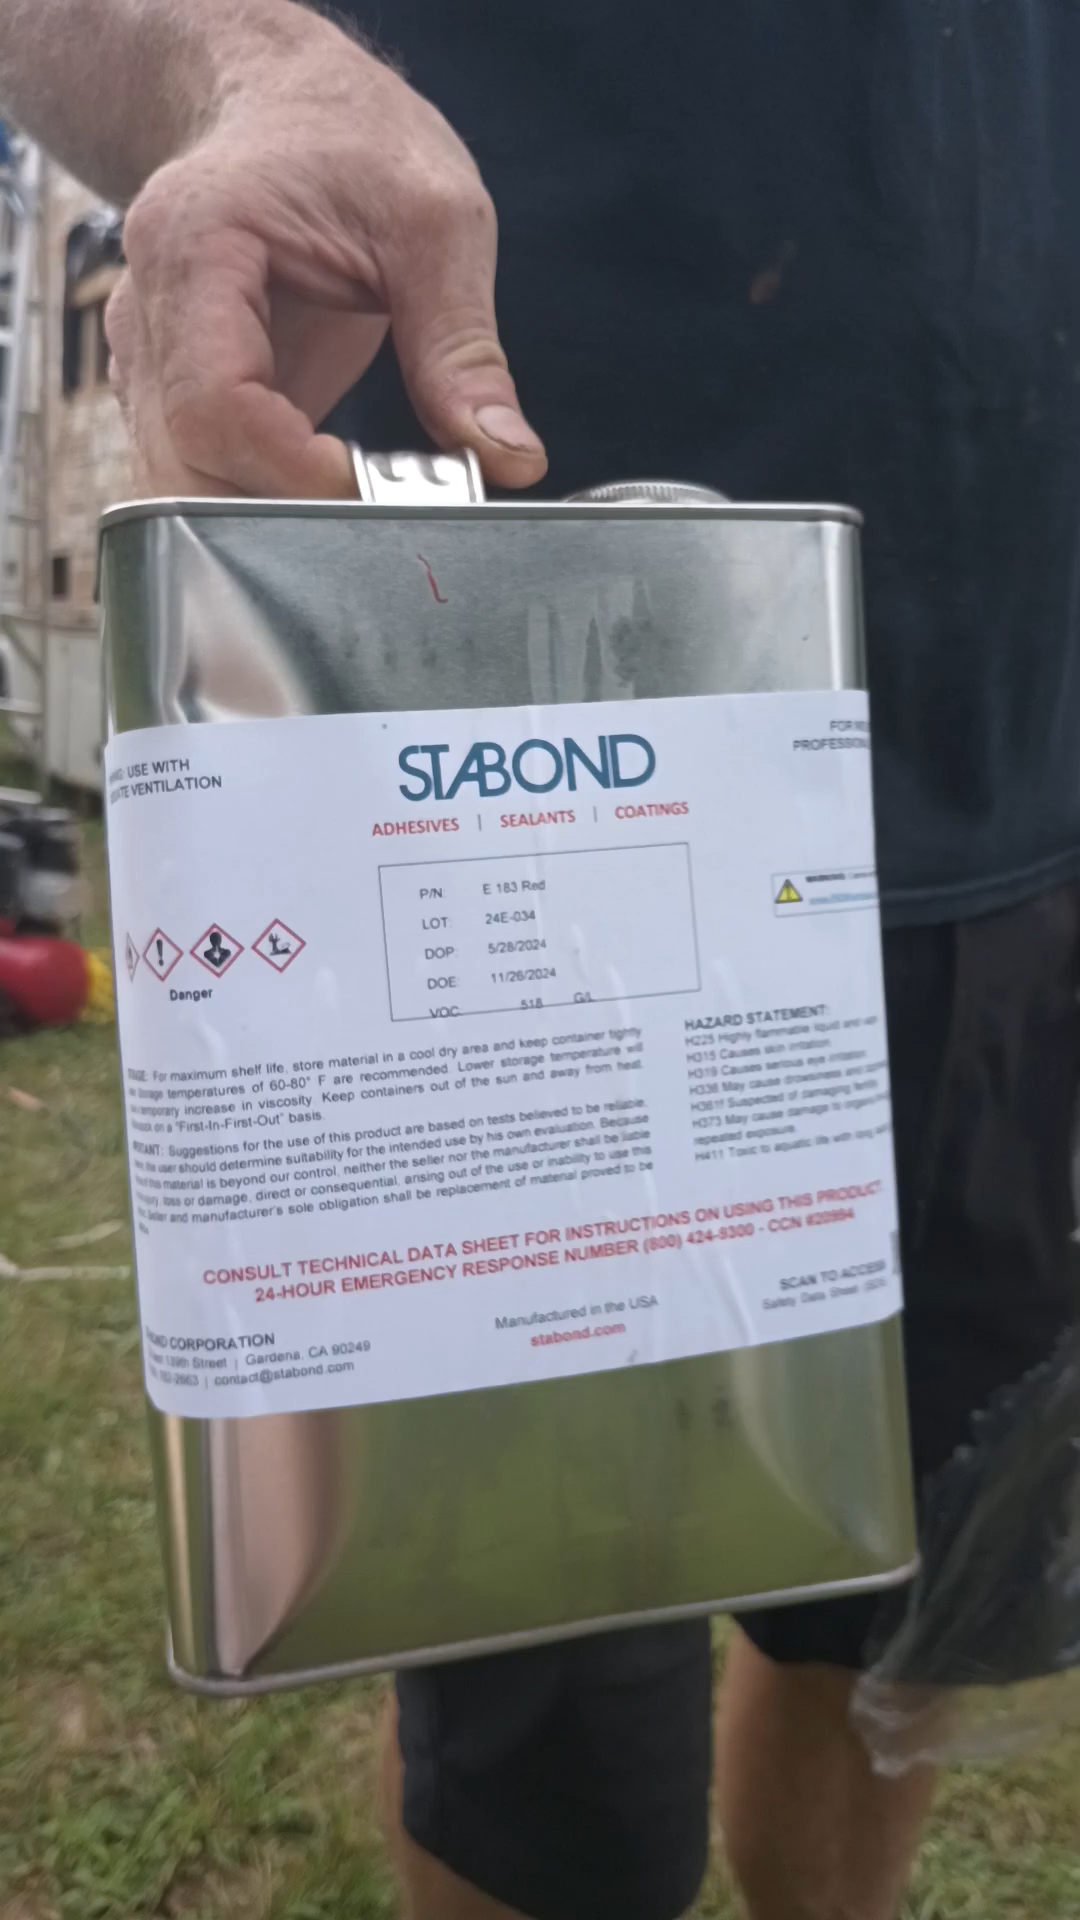 USE WITH
VENTILATION
STABOND
ADHESIVES | SEALANTS | COATINGS
P/N: E 183 Red
LOT: 24E-034
DOP: 5/28/2024
DOE: 11/26/2024
VOC: 518 G/L
Danger
For maximum shelf life, store material in a cool dry area and keep container tightly
temperatures of 60-80° F are recommended. Lower storage temperature will
increase in viscosity. Keep containers out of the sun and away from heat.
on a "First-In-First-Out" basis.
Suggestions for the use of this product are based on tests believed to be reliable,
the user should determine suitability for the intended use by his own evaluation. Because
material is beyond our control, neither the seller nor the manufacturer shall be liable
loss or damage, direct or consequential, arising out of the use or inability to use this
and manufacturer's sole obligation shall be replacement of material proved to be
HAZARD STATEMENT:
H225 Highly flammable liquid and
H315 Causes skin irritation
H319 Causes serious eye irritation
H336 May cause drowsiness and
Suspected of damaging
H373 May cause damage to
repeated exposure
H411 Toxic to aquatic life with long
CONSULT TECHNICAL DATA SHEET FOR INSTRUCTIONS ON USING THIS PRODUCT
24-HOUR EMERGENCY RESPONSE NUMBER (800) 424-9300 - CCN
SCAN TO ACCESS
Safety Data Sheet
Manufactured in the USA
stabond.com
CORPORATION
139th Street | Gardena, CA 90249
contact@stabond.com